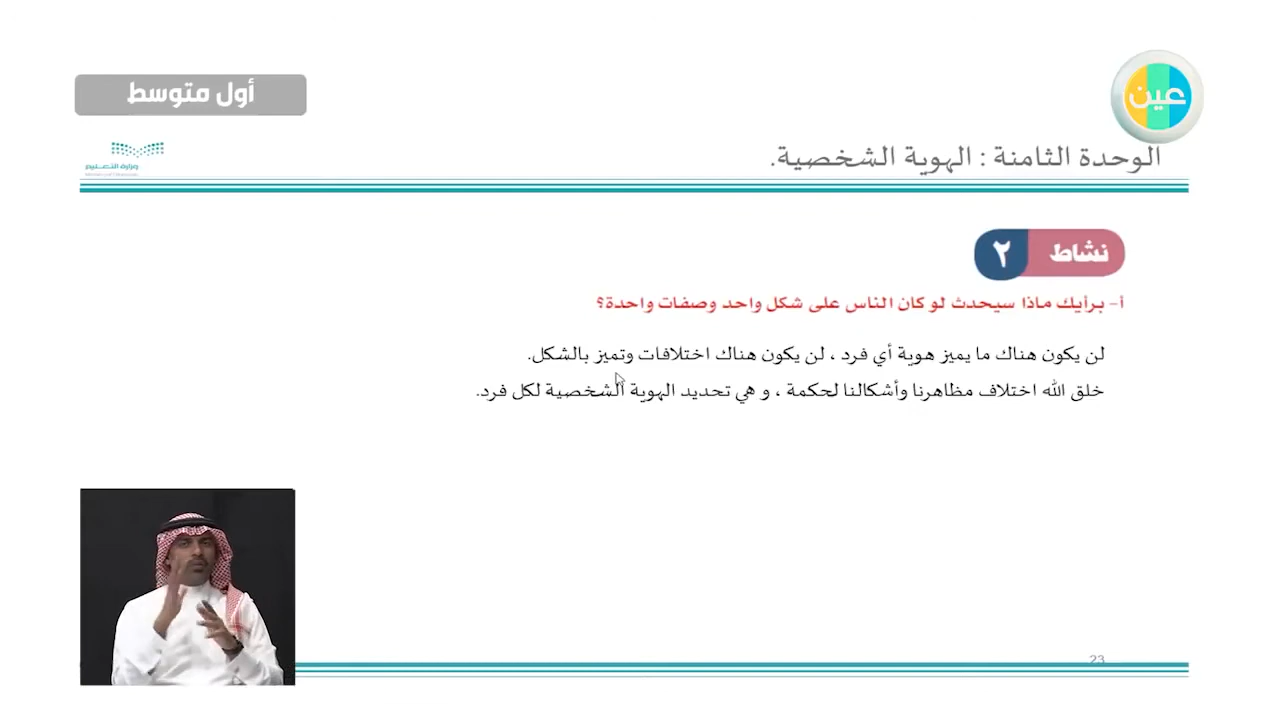 أول متوسط
عين
وزارة التعليم
الوحدة الثامنة : الهوية الشخصية.
نشاط ٢
أ- برأيك ماذا سيحدث لو كان الناس على شكل واحد وصفات واحدة؟
لن يكون هناك ما يميز هوية أي فرد ، لن يكون هناك اختلافات وتميز بالشكل.
خلق الله اختلاف مظاهرنا وأشكالنا لحكمة ، و هي تحديد الهوية الشخصية لكل فرد.
23